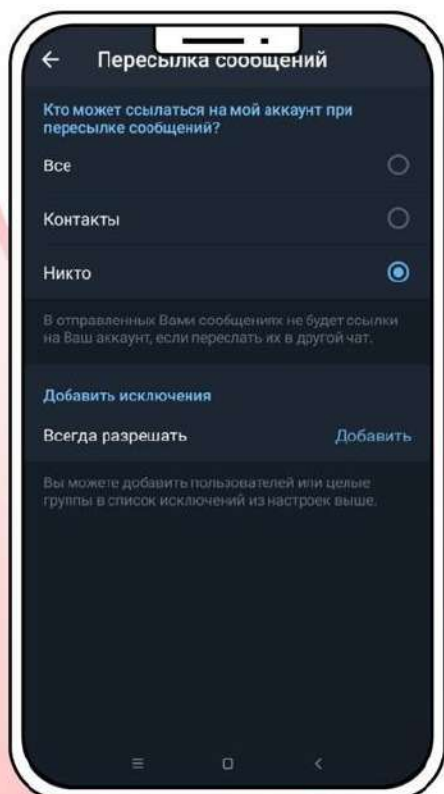 Пересылка сообщений
Кто может ссылаться на мой аккаунт при
пересылке сообщений?
Все
Контакты
Никто
В отправленных Вами сообщениях не будет ссылки
на Ваш аккаунт, если переслать их в другой чат.
Добавить исключения
Всегда разрешать Добавить
Вы можете добавить пользователей или целые
группы в список исключений из настроек выше.